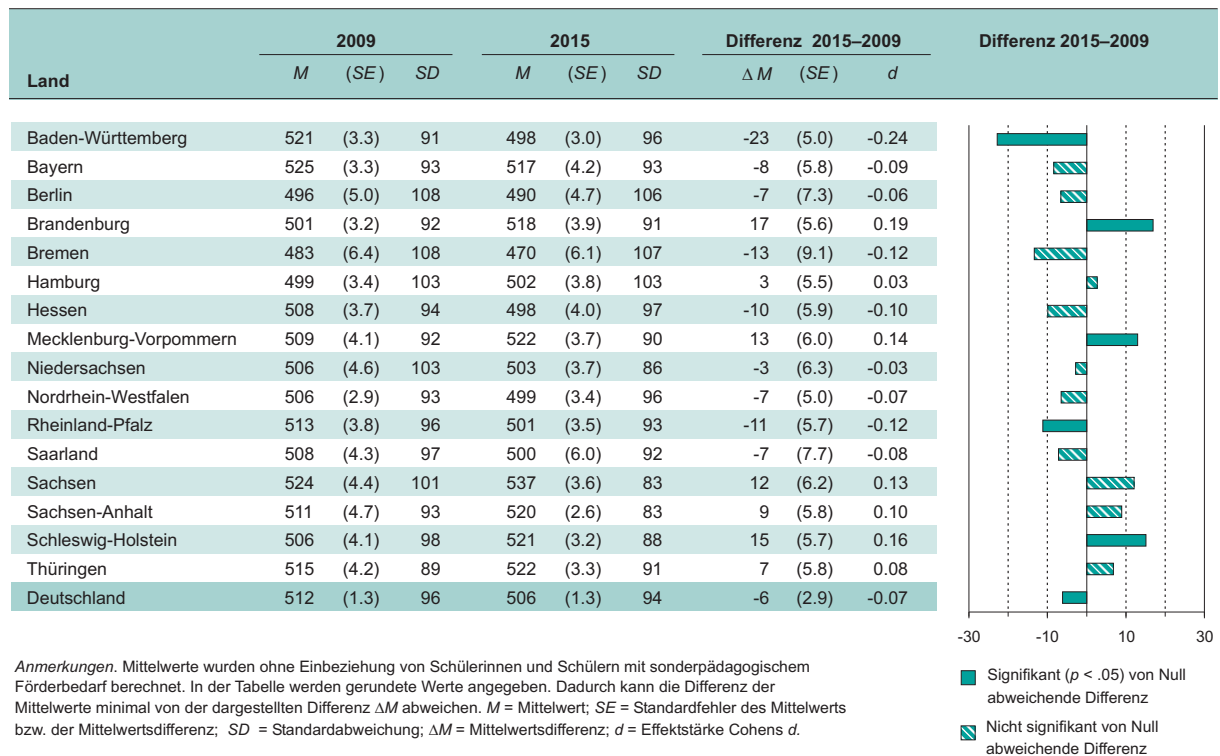 2009 2015 Differenz 2015–2009 Differenz 2015–2009
Land M (SE) SD M (SE) SD Δ M (SE) d
Baden-Württemberg 521 (3.3) 91 498 (3.0) 96 -23 (5.0) -0.24
Bayern 525 (3.3) 93 517 (4.2) 93 -8 (5.8) -0.09
Berlin 496 (5.0) 108 490 (4.7) 106 -7 (7.3) -0.06
Brandenburg 501 (3.2) 92 518 (3.9) 91 17 (5.6) 0.19
Bremen 483 (6.4) 108 470 (6.1) 107 -13 (9.1) -0.12
Hamburg 499 (3.4) 103 502 (3.8) 103 3 (5.5) 0.03
Hessen 508 (3.7) 94 498 (4.0) 97 -10 (5.9) -0.10
Mecklenburg-Vorpommern 509 (4.1) 92 522 (3.7) 90 13 (6.0) 0.14
Niedersachsen 506 (4.6) 103 503 (3.7) 86 -3 (6.3) -0.03
Nordrhein-Westfalen 506 (2.9) 93 499 (3.4) 96 -7 (5.0) -0.07
Rheinland-Pfalz 513 (3.8) 96 501 (3.5) 93 -11 (5.7) -0.12
Saarland 508 (4.3) 97 500 (6.0) 92 -7 (7.7) -0.08
Sachsen 524 (4.4) 101 537 (3.6) 83 12 (6.2) 0.13
Sachsen-Anhalt 511 (4.7) 93 520 (2.6) 83 9 (5.8) 0.10
Schleswig-Holstein 506 (4.1) 98 521 (3.2) 88 15 (5.7) 0.16
Thüringen 515 (4.2) 89 522 (3.3) 91 7 (5.8) 0.08
Deutschland 512 (1.3) 96 506 (1.3) 94 -6 (2.9) -0.07
-30 -10 10 30
Anmerkungen. Mittelwerte wurden ohne Einbeziehung von Schülerinnen und Schülern mit sonderpädagogischem
Förderbedarf berechnet. In der Tabelle werden gerundete Werte angegeben. Dadurch kann die Differenz der
Mittelwerte minimal von der dargestellten Differenz ΔM abweichen. M = Mittelwert; SE = Standardfehler des Mittelwerts
bzw. der Mittelwertsdifferenz; SD = Standardabweichung; ΔM = Mittelwertsdifferenz; d = Effektstärke Cohens d.
Signifikant (p < .05) von Null
abweichende Differenz
Nicht signifikant von Null
abweichende Differenz